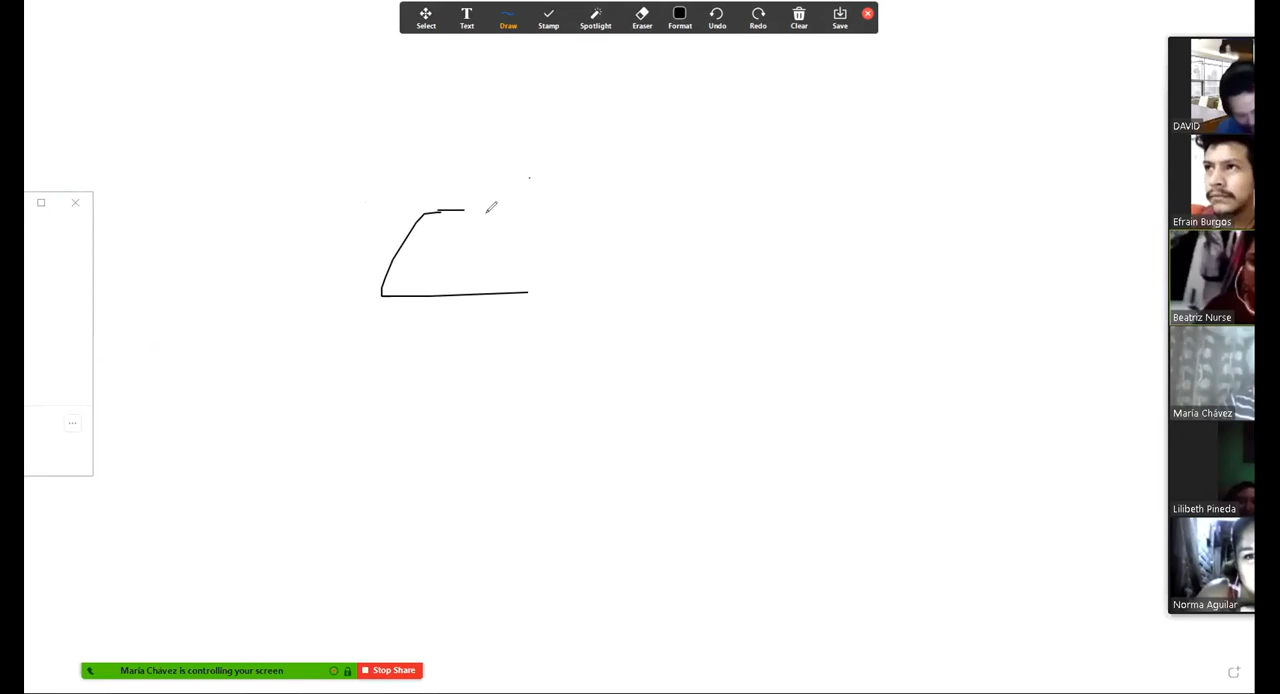 Select Text Draw Stamp Spotlight Eraser Format Undo Redo Clear Save
DAVID
Efrain Burgos
Beatriz Nurse
María Chávez
Lilibeth Pineda
Norma Aguilar
María Chávez is controlling your screen Stop Share